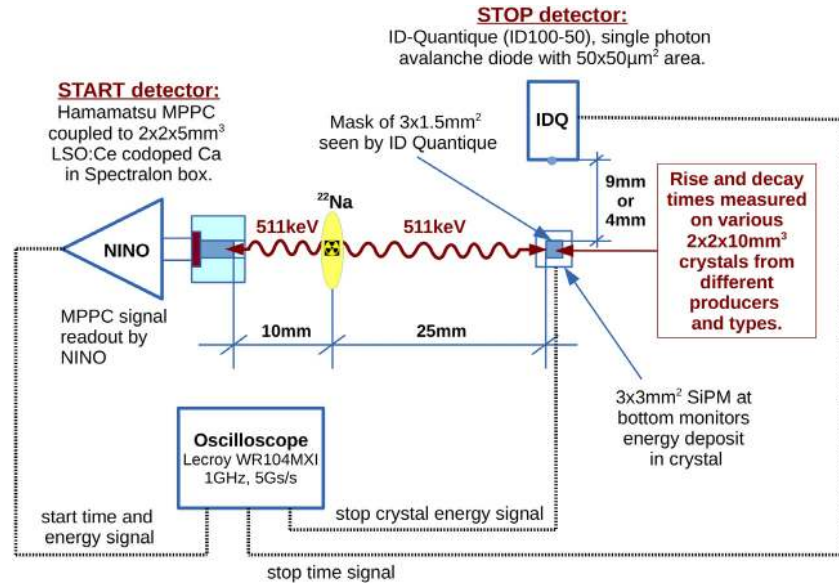 STOP detector:
ID-Quantique (ID100-50), single photon
avalanche diode with 50x50µm² area.
START detector:
Hamamatsu MPPC
coupled to 2x2x5mm³
LSO:Ce codoped Ca
in Spectralon box.
Mask of 3x1.5mm²
seen by ID Quantique
IDQ
9mm
or
4mm
Rise and decay
times measured
on various
2x2x10mm³
crystals from
different
producers
and types.
²²Na
511keV
511keV
NINO
MPPC signal
readout by
NINO
10mm
25mm
3x3mm² SiPM at
bottom monitors
energy deposit
in crystal
Oscilloscope
Lecroy WR104MXI
1GHz, 5Gs/s
start time and
energy signal
stop crystal energy signal
stop time signal